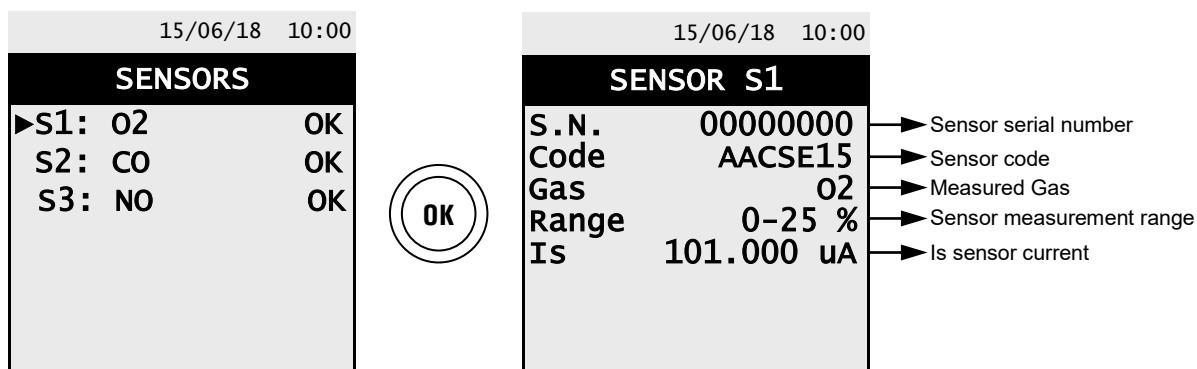 15/06/18 10:00
SENSORS
►S1: O2 OK
S2: CO OK
S3: NO OK
OK
15/06/18 10:00
SENSOR S1
S.N. 00000000 Sensor serial number
Code AACSE15 Sensor code
Gas O2 Measured Gas
Range 0-25 % Sensor measurement range
Is 101.000 uA Is sensor current